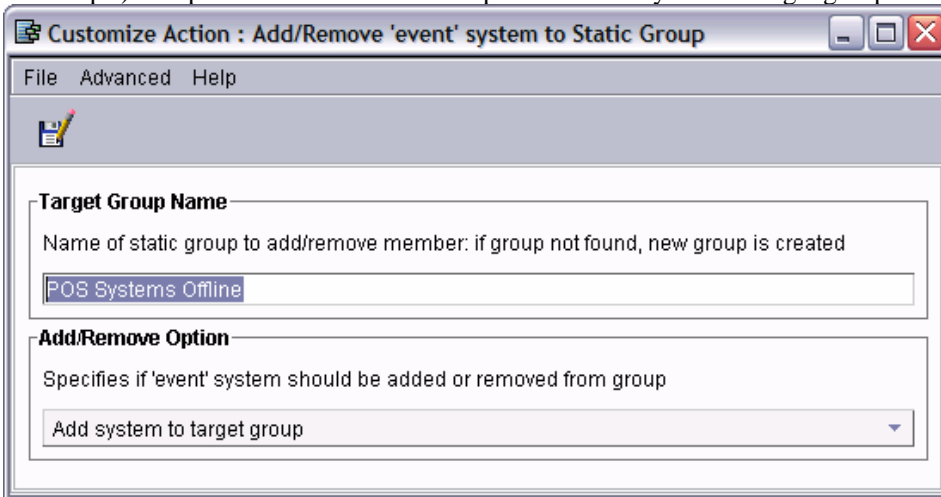 Customize Action : Add/Remove 'event' system to Static Group
File Advanced Help
Target Group Name
Name of static group to add/remove member: if group not found, new group is created
POS Systems Offline
Add/Remove Option
Specifies if 'event' system should be added or removed from group
Add system to target group